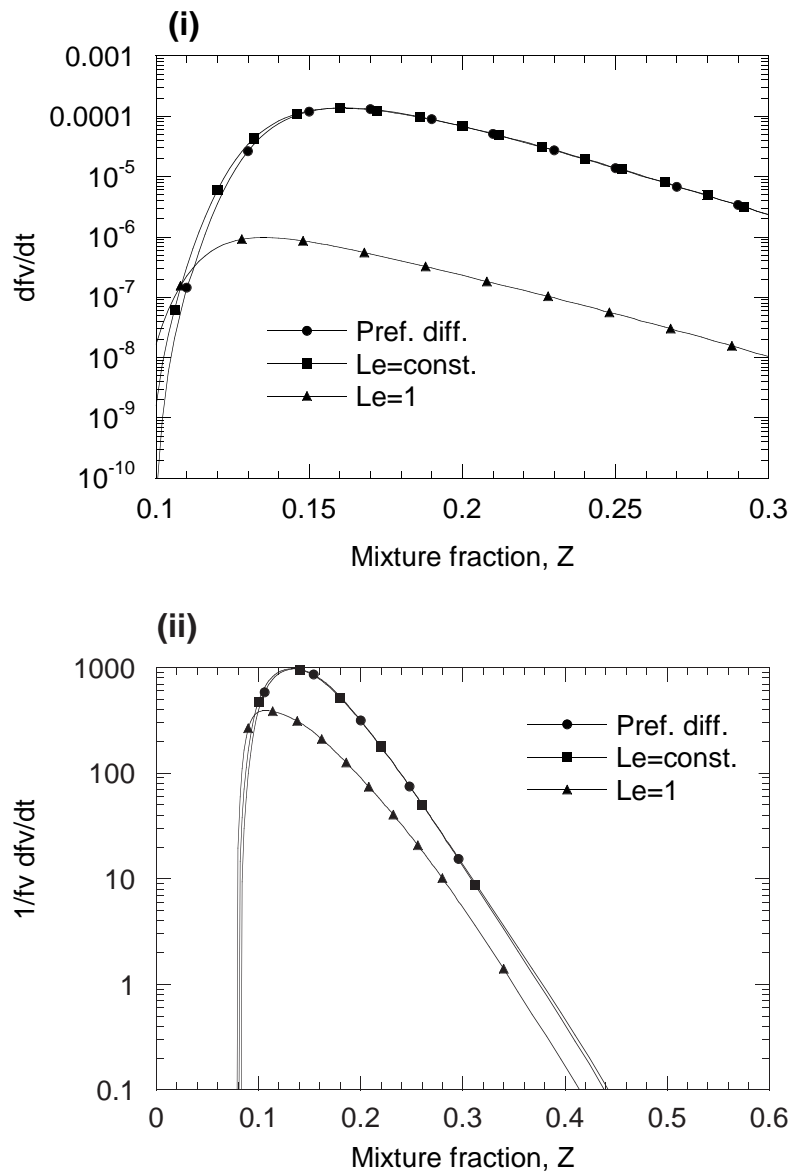 (i)
0.001
0.0001
10-5
10-6
10-7
10-8
10-9
10-10
dfv/dt
Pref. diff.
Le=const.
Le=1
0.1 0.15 0.2 0.25 0.3
Mixture fraction, Z
(ii)
1000
100
10
1
0.1
1/fv dfv/dt
Pref. diff.
Le=const.
Le=1
0 0.1 0.2 0.3 0.4 0.5 0.6
Mixture fraction, Z